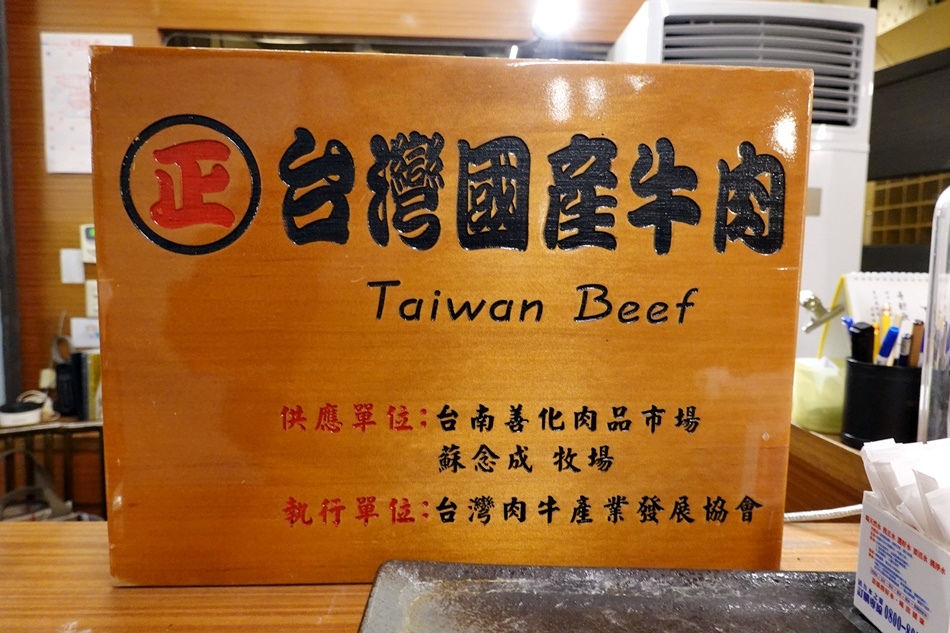 正 台灣國產牛肉
Taiwan Beef
供應單位:台南善化肉品市場
蘇念成 牧場
執行單位:台灣肉牛產業發展協會